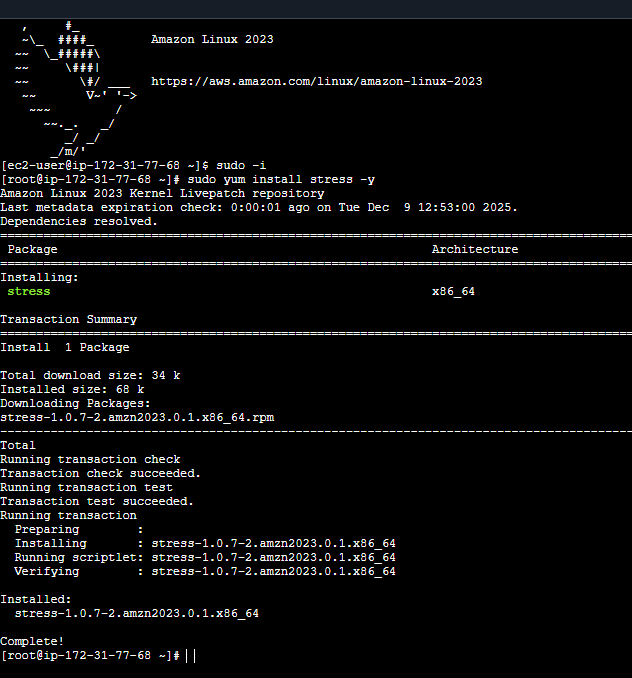 ,     #_
   ~\_  ####_        Amazon Linux 2023
  ~~  \_#####\
  ~~     \###|
  ~~       \#/ ___   https://aws.amazon.com/linux/amazon-linux-2023
   ~~       V~' '->
    ~~~         /
      ~~._.   _/
         _/ _/
       _/m/'
[ec2-user@ip-172-31-77-68 ~]$ sudo -i
[root@ip-172-31-77-68 ~]# sudo yum install stress -y
Amazon Linux 2023 Kernel Livepatch repository
Last metadata expiration check: 0:00:01 ago on Tue Dec  9 12:53:00 2025.
Dependencies resolved.
========================================================================================
 Package                                                    Architecture
========================================================================================
Installing:
 stress                                                     x86_64

Transaction Summary
========================================================================================
Install  1 Package

Total download size: 34 k
Installed size: 68 k
Downloading Packages:
stress-1.0.7-2.amzn2023.0.1.x86_64.rpm
----------------------------------------------------------------------------------------
Total
Running transaction check
Transaction check succeeded.
Running transaction test
Transaction test succeeded.
Running transaction
  Preparing        :
  Installing       : stress-1.0.7-2.amzn2023.0.1.x86_64
  Running scriptlet: stress-1.0.7-2.amzn2023.0.1.x86_64
  Verifying        : stress-1.0.7-2.amzn2023.0.1.x86_64

Installed:
  stress-1.0.7-2.amzn2023.0.1.x86_64

Complete!
[root@ip-172-31-77-68 ~]#